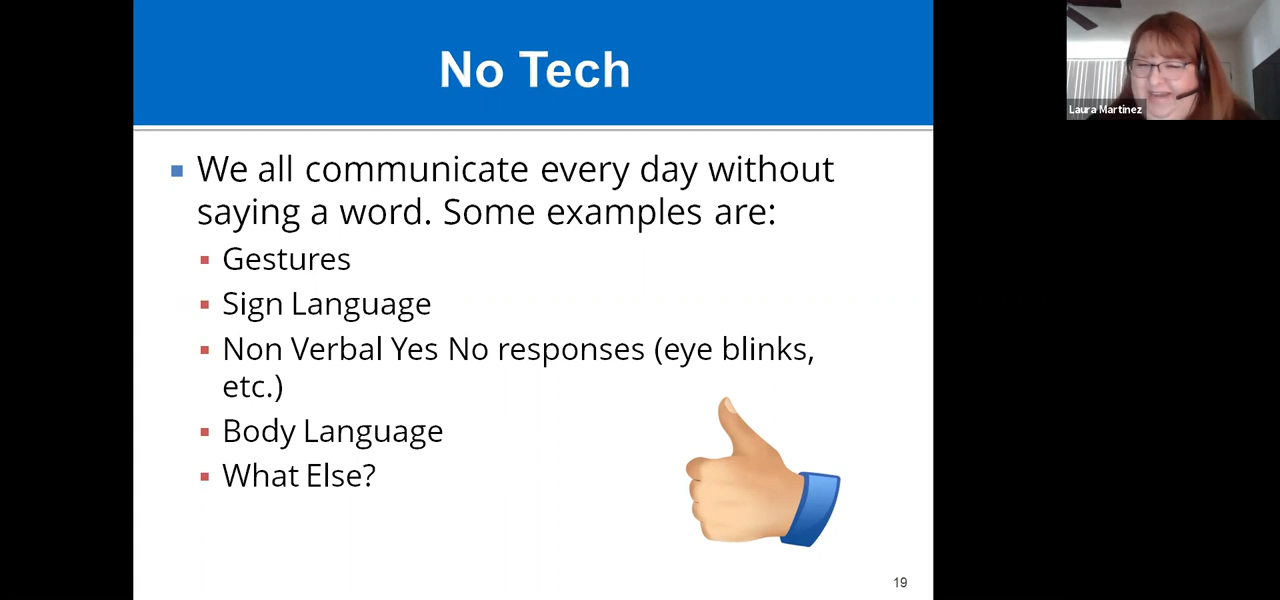 No Tech
Laura Martinez
We all communicate every day without
saying a word. Some examples are:
Gestures
Sign Language
Non Verbal Yes No responses (eye blinks,
etc.)
Body Language
What Else?
19